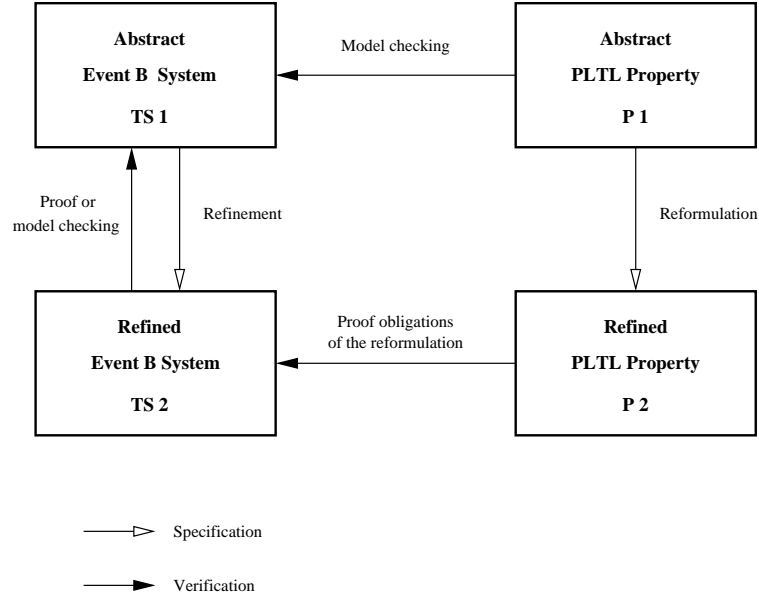 Abstract
Event B System
TS 1
Model checking
Abstract
PLTL Property
P 1
Proof or
model checking
Refinement
Reformulation
Refined
Event B System
TS 2
Proof obligations
of the reformulation
Refined
PLTL Property
P 2
Specification
Verification